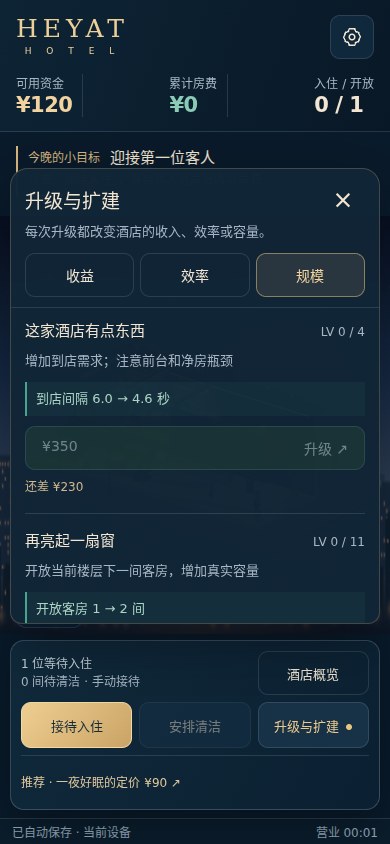 HEYAT
HOTEL
可用资金
¥120
累计房费
¥0
入住 / 开放
0 / 1
今晚的小目标 迎接第一位客人
升级与扩建
每次升级都改变酒店的收入、效率或容量。
收益 效率 规模
这家酒店有点东西 LV 0 / 4
增加到店需求；注意前台和净房瓶颈
到店间隔 6.0 → 4.6 秒
¥350 升级 ↗
还差 ¥230
再亮起一扇窗 LV 0 / 11
开放当前楼层下一间客房，增加真实容量
开放客房 1 → 2 间
1 位等待入住
0 间待清洁 · 手动接待
酒店概览
接待入住 安排清洁 升级与扩建
推荐 · 一夜好眠的定价 ¥90 ↗
已自动保存 · 当前设备 营业 00:01